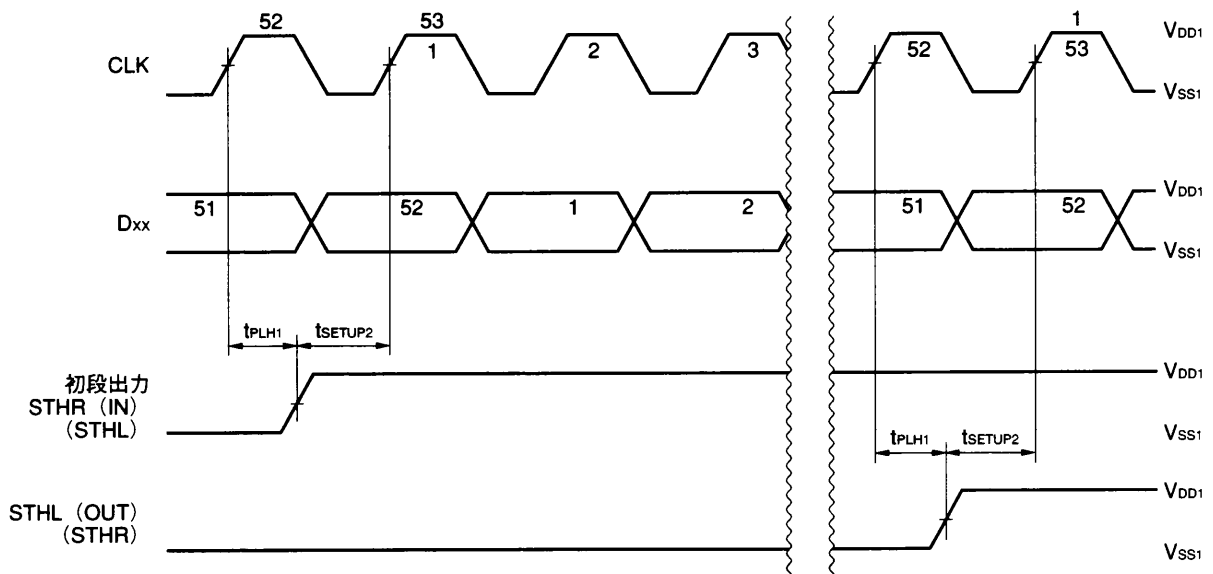 52 53 1 VDD1
CLK 1 2 3 52 53
VSS1
VDD1
Dxx 51 52 1 2 51 52
VSS1
tPLH1 tSETUP2
初段出力 VDD1
STHR（IN）
（STHL） VSS1
tPLH1 tSETUP2
VDD1
STHL（OUT）
（STHR） VSS1